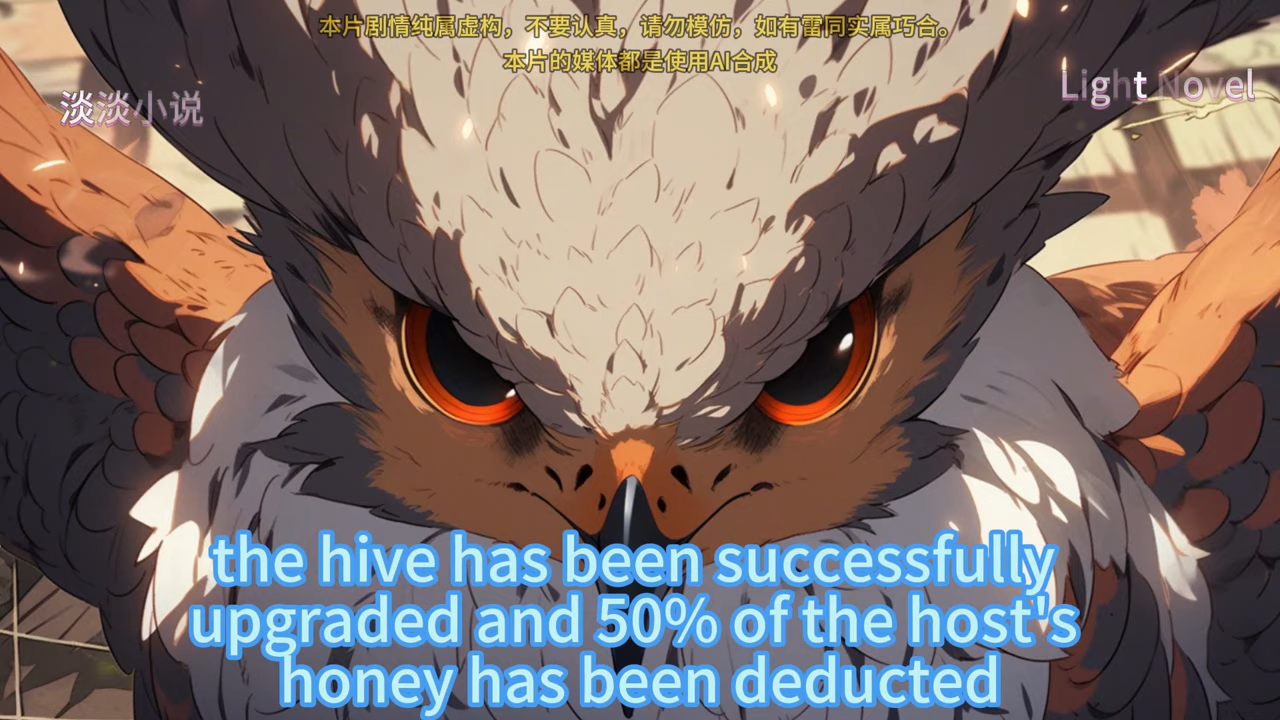 本片剧情纯属虚构，不要认真，请勿模仿，如有雷同实属巧合。
本片的媒体都是使用AI合成
淡淡小说
Light Novel
the hive has been successfully
upgraded and 50% of the host's
honey has been deducted